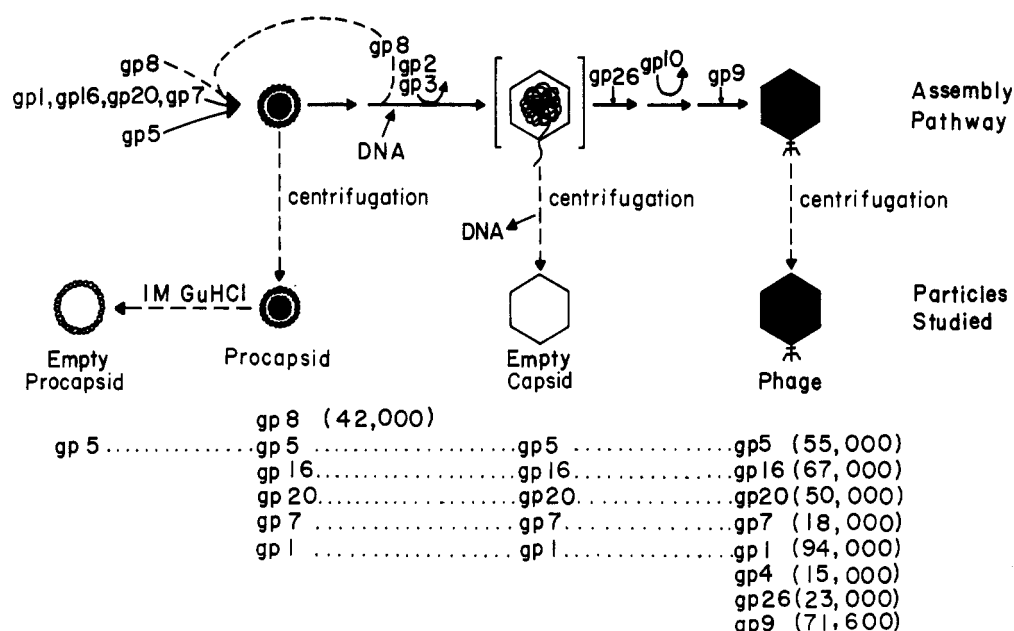 gp8
gp1,gp16,gp20,gp7
gp5
gp8
gp2
gp3
DNA
gp26
gp10
gp9
Assembly
Pathway
centrifugation
DNA
centrifugation
centrifugation
1M GuHCl
Particles
Studied
Empty
Procapsid
Procapsid
Empty
Capsid
Phage
gp 8 (42,000)
gp 5 ............ gp 5 .................... gp5 ................ gp5 (55,000)
gp 16.................... gp 16................ gp16 (67,000)
gp 20.................... gp20................ gp20(50,000)
gp 7 .................... gp7................ gp7 (18,000)
gp 1 .................... gp 1................ gp1 (94,000)
gp4 (15,000)
gp26(23,000)
gp9 (71,600)